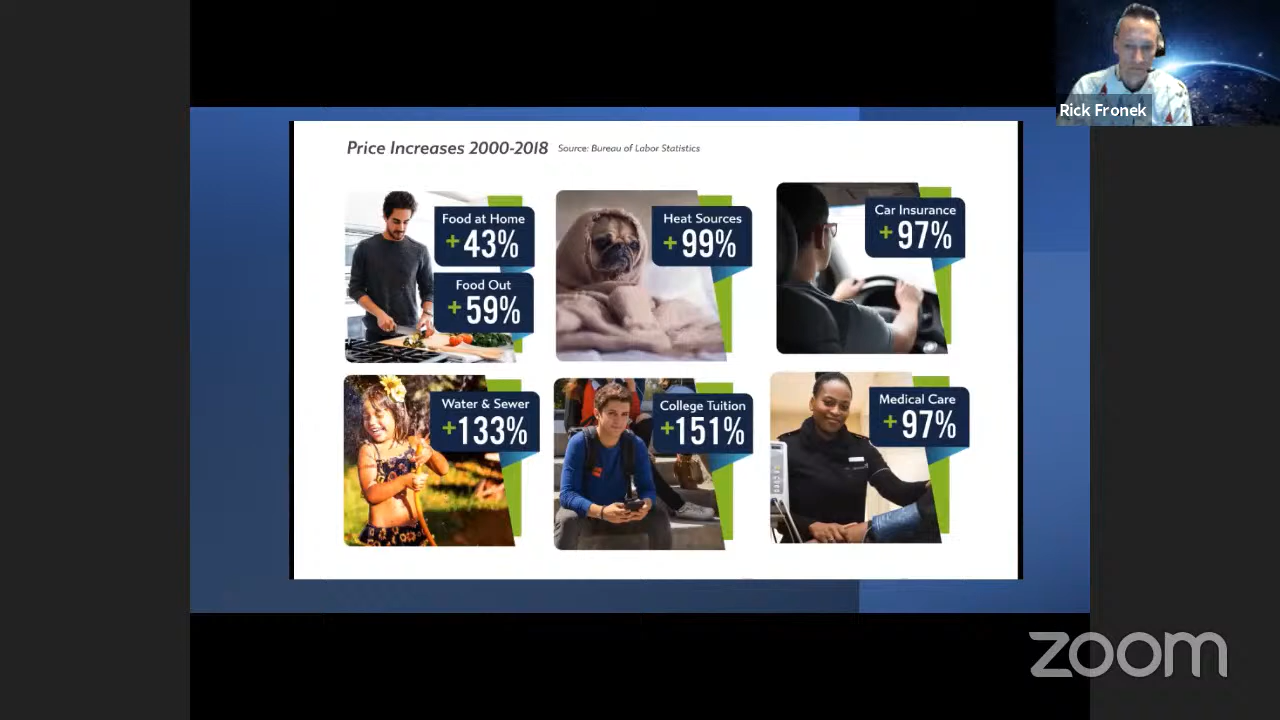 Rick Fronek
Price Increases 2000-2018 Source: Bureau of Labor Statistics
Food at Home
+43%
Food Out
+59%
Heat Sources
+99%
Car Insurance
+97%
Water & Sewer
+133%
College Tuition
+151%
Medical Care
+97%
zoom